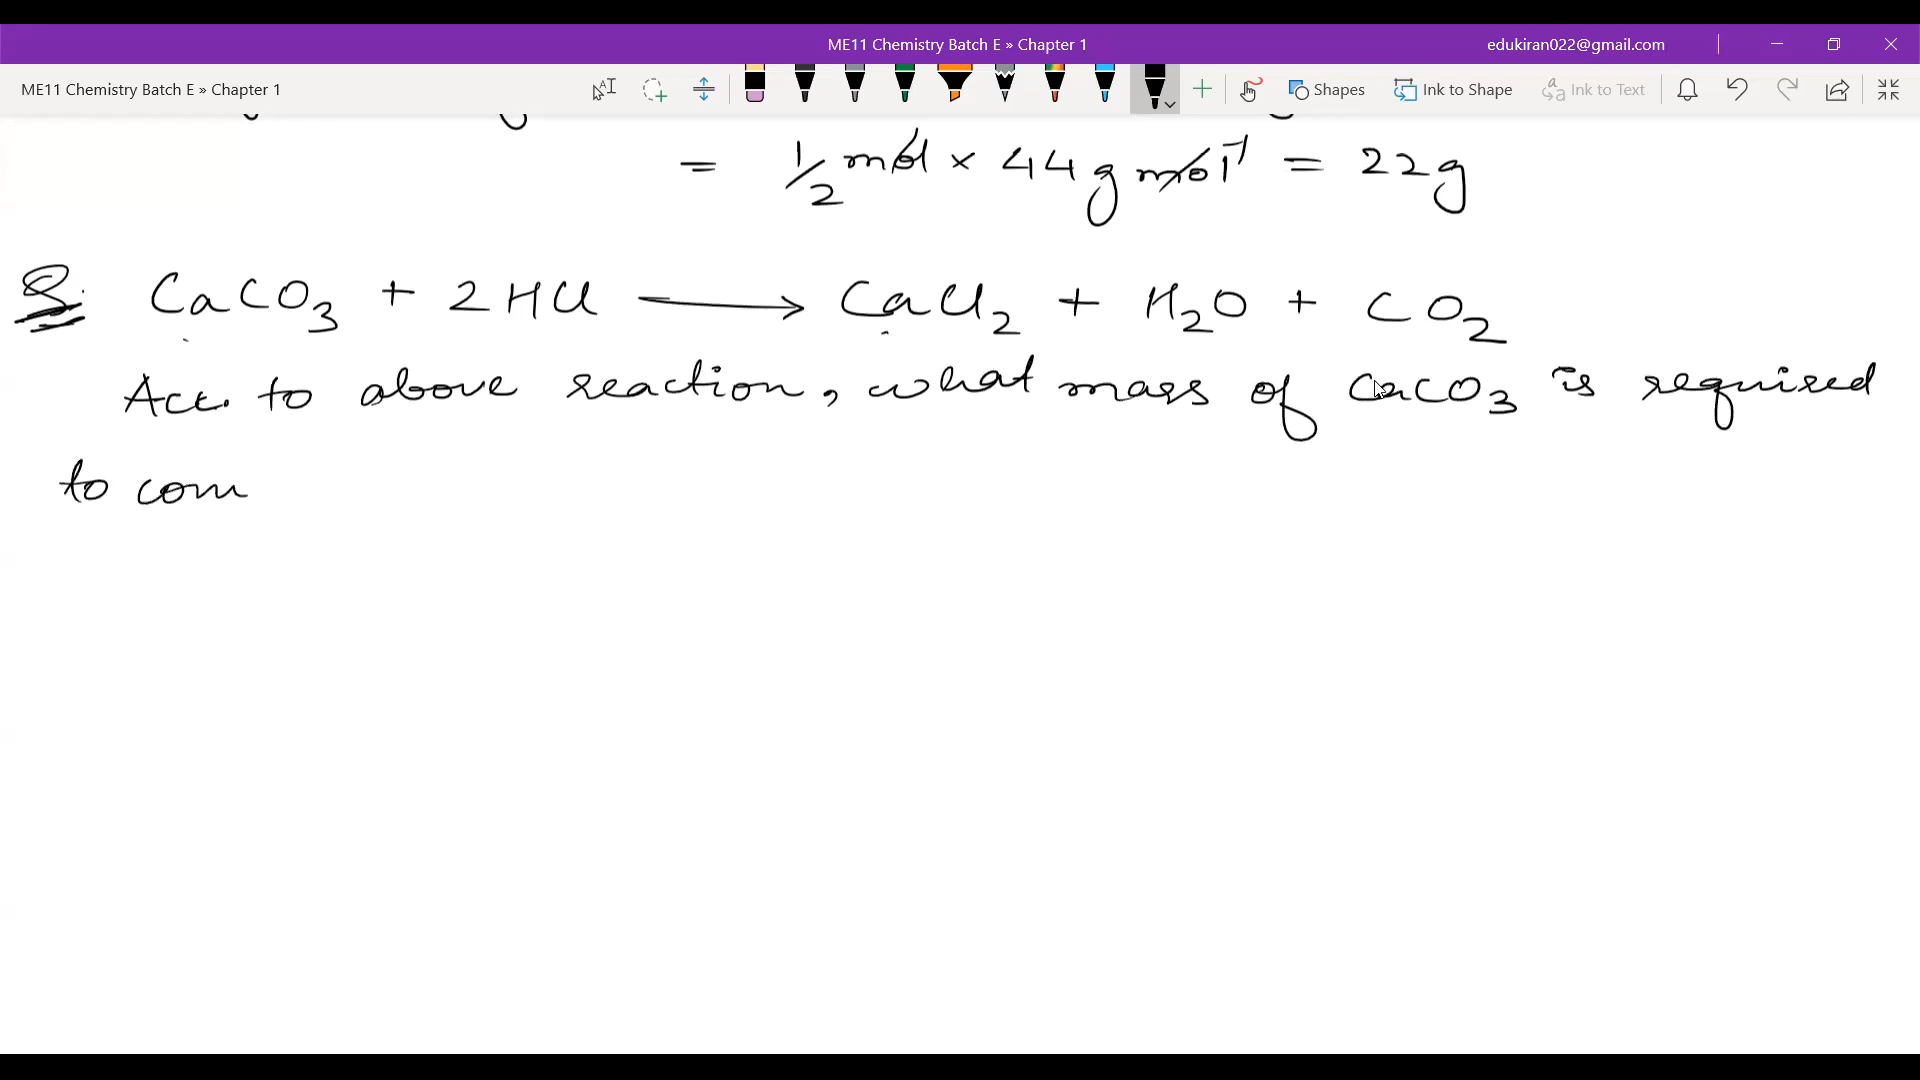 ME11 Chemistry Batch E » Chapter 1
edukiran022@gmail.com
ME11 Chemistry Batch E » Chapter 1
Shapes
Ink to Shape
Ink to Text
= 1/2 mol × 44 g mol⁻¹ = 22g
Q. CaCO₃ + 2HCl ⟶ CaCl₂ + H₂O + CO₂
Acc. to above reaction, what mass of CaCO₃ is required
to com